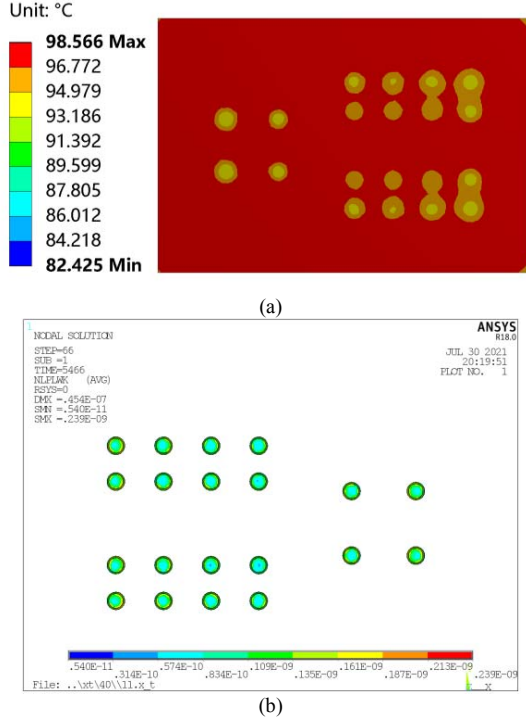 Unit: °C
98.566 Max
96.772
94.979
93.186
91.392
89.599
87.805
86.012
84.218
82.425 Min
(a)
1
NODAL SOLUTION
STEP=66
SUB =1
TIME=5466
NLPLWK (AVG)
RSYS=0
DMX =.454E-07
SMN =.540E-11
SMX =.239E-09
ANSYS
R18.0
JUL 30 2021
20:19:51
PLOT NO. 1
.540E-11 .574E-10 .109E-09 .161E-09 .213E-09
.314E-10 .834E-10 .135E-09 .187E-09 .239E-09
File: ..\xt\40\\11.x_t
X
(b)